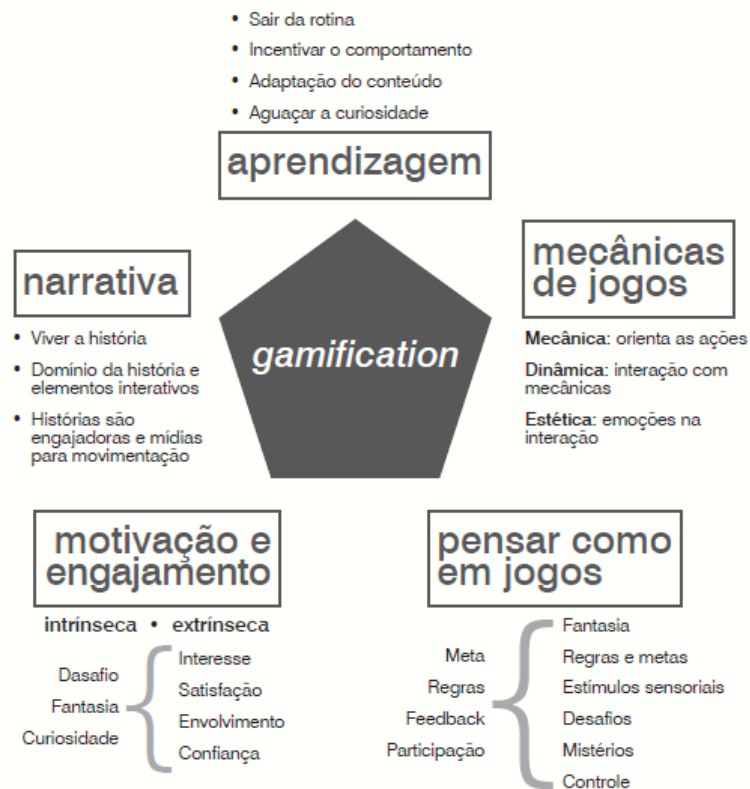 • Sair da rotina
• Incentivar o comportamento
• Adaptação do conteúdo
• Aguaçar a curiosidade
aprendizagem
narrativa
• Viver a história
• Domínio da história e
elementos interativos
• Histórias são
engajadoras e mídias
para movimentação
gamification
mecânicas
de jogos
Mecânica: orienta as ações
Dinâmica: interação com
mecânicas
Estética: emoções na
interação
motivação e
engajamento
intrínseca • extrínseca
Dasafio
Fantasia
Curiosidade
Interesse
Satisfação
Envolvimento
Confiança
pensar como
em jogos
Meta
Regras
Feedback
Participação
Fantasia
Regras e metas
Estímulos sensoriais
Desafios
Mistérios
Controle